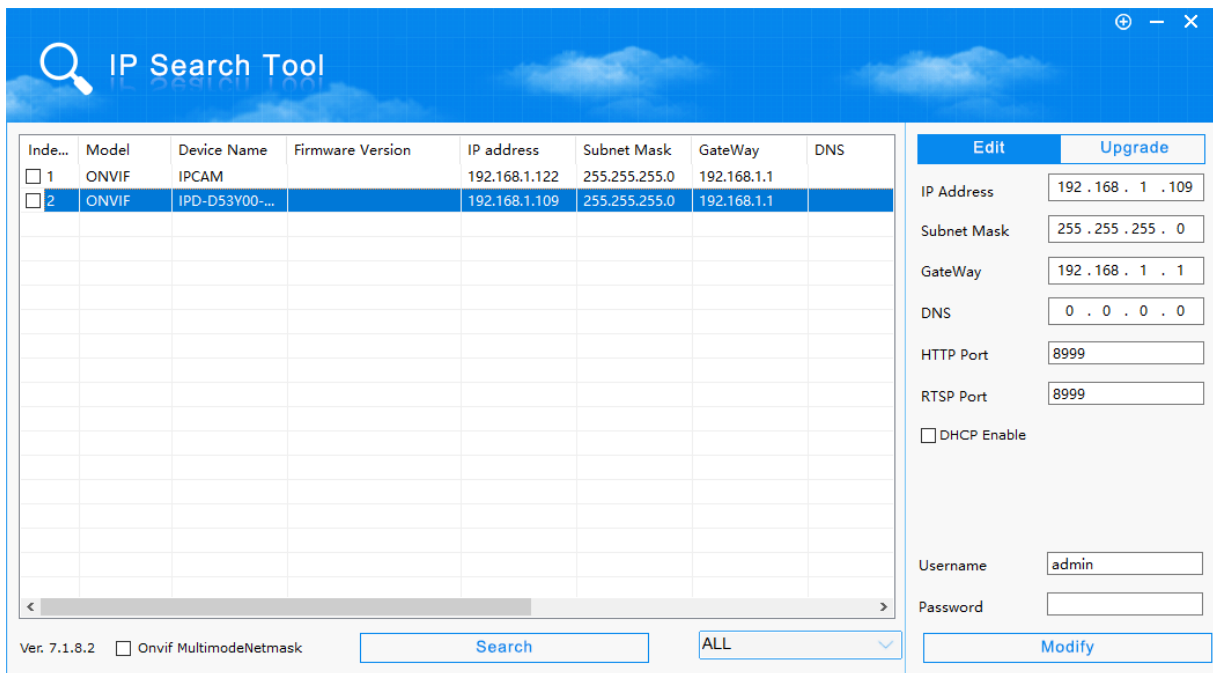 IP Search Tool
Inde... Model Device Name Firmware Version IP address Subnet Mask GateWay DNS
1 ONVIF IPCAM 192.168.1.122 255.255.255.0 192.168.1.1
2 ONVIF IPD-D53Y00-... 192.168.1.109 255.255.255.0 192.168.1.1
Edit Upgrade
IP Address 192 . 168 . 1 . 109
Subnet Mask 255 . 255 . 255 . 0
GateWay 192 . 168 . 1 . 1
DNS 0 . 0 . 0 . 0
HTTP Port 8999
RTSP Port 8999
DHCP Enable
Username admin
Password
Ver. 7.1.8.2 Onvif MultimodeNetmask Search ALL Modify